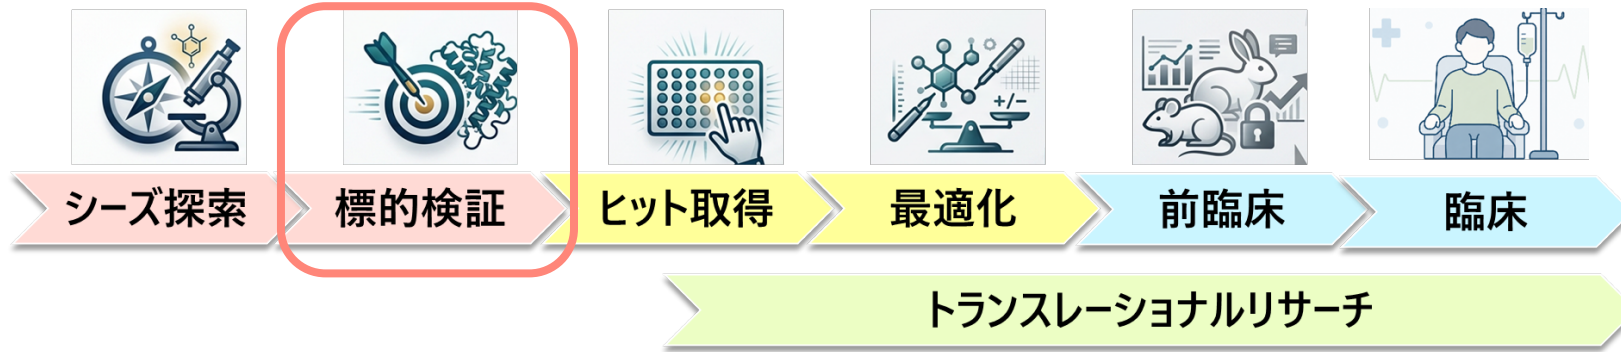 +/−
シーズ探索
標的検証
ヒット取得
最適化
前臨床
臨床
トランスレーショナルリサーチ